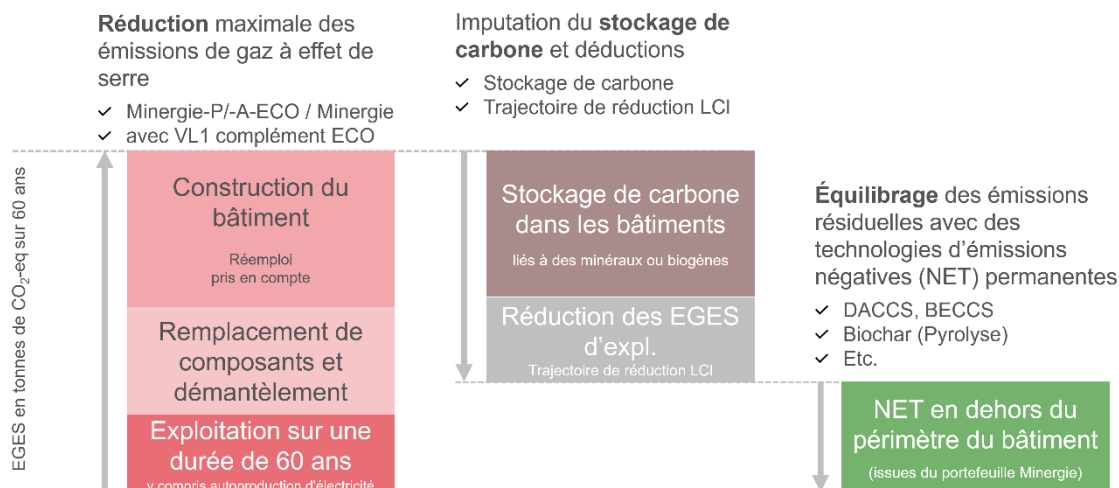 Réduction maximale des
émissions de gaz à effet de
serre
✓ Minergie-P/-A-ECO / Minergie
✓ avec VL1 complément ECO
Imputation du stockage de
carbone et déductions
✓ Stockage de carbone
✓ Trajectoire de réduction LCI
EGES en tonnes de CO₂-eq sur 60 ans
Construction du
bâtiment
Réemploi
pris en compte
Remplacement de
composants et
démantèlement
Exploitation sur une
durée de 60 ans
y compris autoproduction d'électricité
Stockage de carbone
dans les bâtiments
liés à des minéraux ou biogènes
Réduction des EGES
d'expl.
Trajectoire de réduction LCI
Équilibrage des émissions
résiduelles avec des
technologies d'émissions
négatives (NET) permanentes
✓ DACCS, BECCS
✓ Biochar (Pyrolyse)
✓ Etc.
NET en dehors du
périmètre du bâtiment
(issues du portefeuille Minergie)